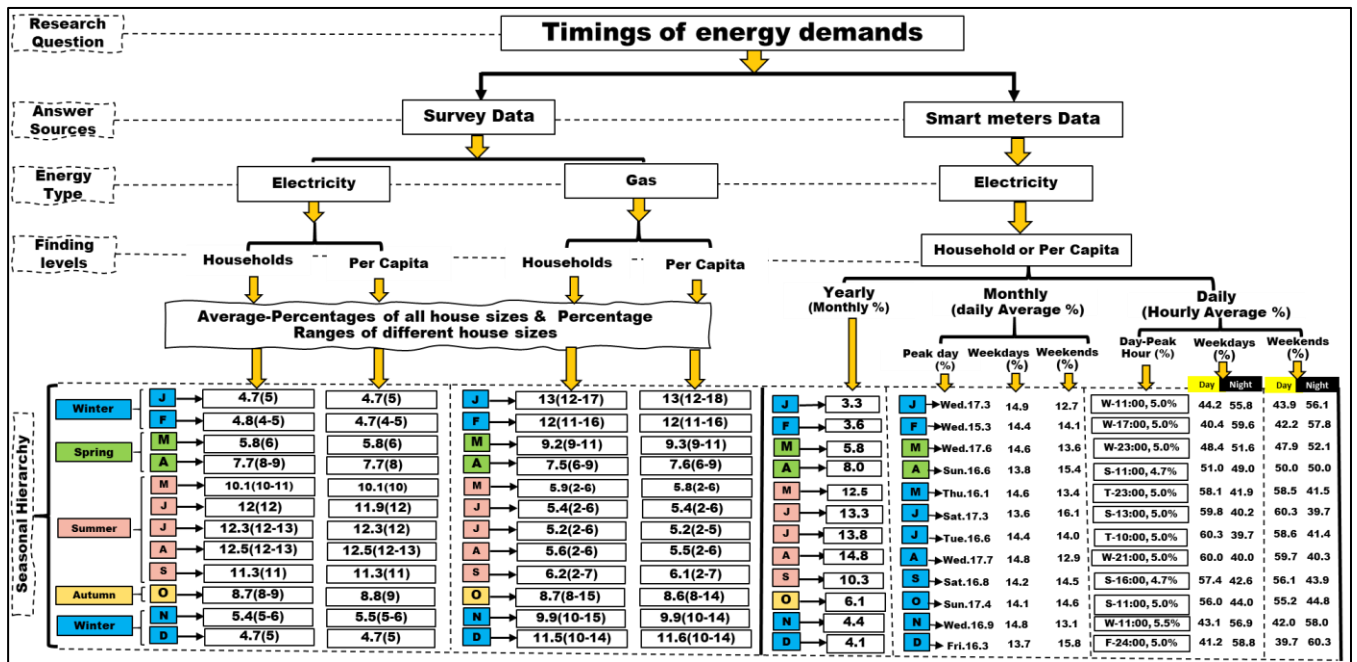 Research
Question
Timings of energy demands
Answer
Sources
Survey Data
Smart meters Data
Energy
Type
Electricity
Gas
Electricity
Finding
levels
Household or Per Capita
Households
Per Capita
Households
Per Capita
Yearly
(Monthly %)
Monthly
(daily Average %)
Daily
(Hourly Average %)
Average-Percentages of all house sizes & Percentage
Ranges of different house sizes
Peak day
(%)
Weekdays
(%)
Weekends
(%)
Day-Peak
Hour (%)
Weekdays
(%)
Weekends
(%)
Day Night Day Night
Seasonal Hierarchy
Winter
Spring
Summer
Autumn
Winter
J 4.7(5) 4.7(5) J 13(12-17) 13(12-18) J 3.3 J Wed.17.3 14.9 12.7 W-11:00, 5.0% 44.2 55.8 43.9 56.1
F 4.8(4-5) 4.7(4-5) F 12(11-16) 12(11-16) F 3.6 F Wed.15.3 14.4 14.1 W-17:00, 5.0% 40.4 59.6 42.2 57.8
M 5.8(6) 5.8(6) M 9.2(9-11) 9.3(9-11) M 5.8 M Wed.17.6 14.6 13.6 W-23:00, 5.0% 48.4 51.6 47.9 52.1
A 7.7(8-9) 7.7(8) A 7.5(6-9) 7.6(6-9) A 8.0 A Sun.16.6 13.8 15.4 S-11:00, 4.7% 51.0 49.0 50.0 50.0
M 10.1(10-11) 10.1(10) M 5.9(2-6) 5.8(2-6) M 12.5 M Thu.16.1 14.6 13.4 T-23:00, 5.0% 58.1 41.9 58.5 41.5
J 12(12) 11.9(12) J 5.4(2-6) 5.4(2-6) J 13.3 J Sat.17.3 13.6 16.1 S-13:00, 5.0% 59.8 40.2 60.3 39.7
J 12.3(12-13) 12.3(12) J 5.2(2-6) 5.2(2-5) J 13.8 J Tue.16.6 14.4 14.0 T-10:00, 5.0% 60.3 39.7 58.6 41.4
A 12.5(12-13) 12.5(12-13) A 5.6(2-6) 5.5(2-6) A 14.8 A Wed.17.7 14.8 12.9 W-21:00, 5.0% 60.0 40.0 59.7 40.3
S 11.3(11) 11.3(11) S 6.2(2-7) 6.1(2-7) S 10.3 S Sat.16.8 14.2 14.5 S-16:00, 4.7% 57.4 42.6 56.1 43.9
O 8.7(8-9) 8.8(9) O 8.7(8-15) 8.6(8-14) O 6.1 O Sun.17.4 14.1 14.6 S-11:00, 5.0% 56.0 44.0 55.2 44.8
N 5.4(5-6) 5.5(5-6) N 9.9(10-15) 9.9(10-14) N 4.4 N Wed.16.9 14.8 13.1 W-11:00, 5.5% 43.1 56.9 42.0 58.0
D 4.7(5) 4.7(5) D 11.5(10-14) 11.6(10-14) D 4.1 D Fri.16.3 13.7 15.8 F-24:00, 5.0% 41.2 58.8 39.7 60.3